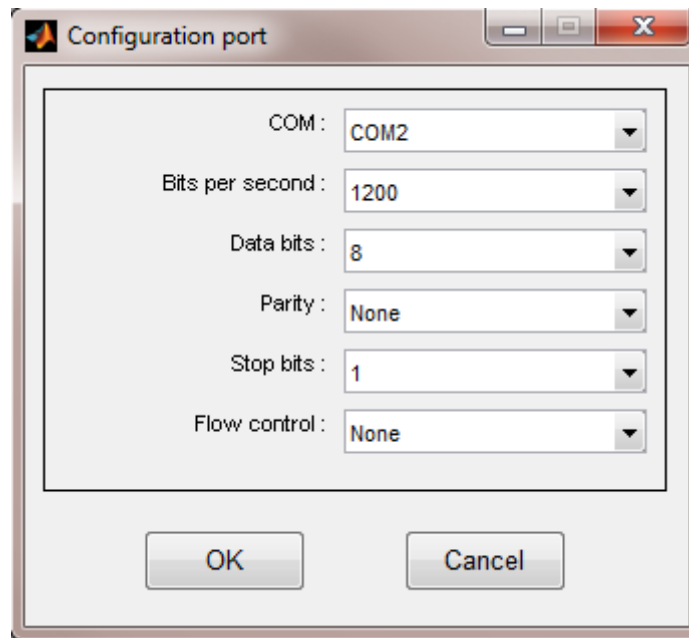 Configuration port
COM : COM2
Bits per second : 1200
Data bits : 8
Parity : None
Stop bits : 1
Flow control : None
OK Cancel